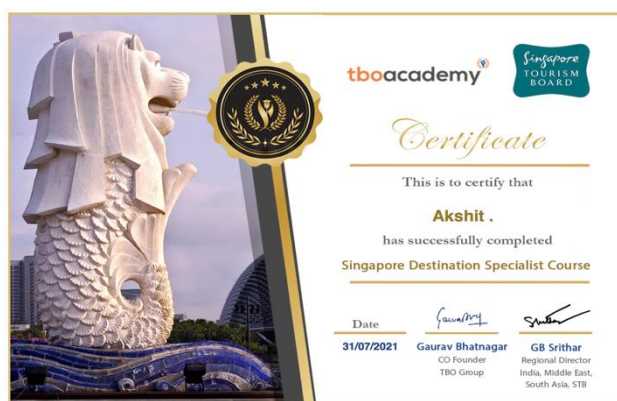 tboacademy
Singapore
TOURISM
BOARD
Certificate
This is to certify that
Akshit .
has successfully completed
Singapore Destination Specialist Course
Date
31/07/2021
Gaurav Bhatnagar
CO Founder
TBO Group
GB Srithar
Regional Director
India, Middle East,
South Asia, STB